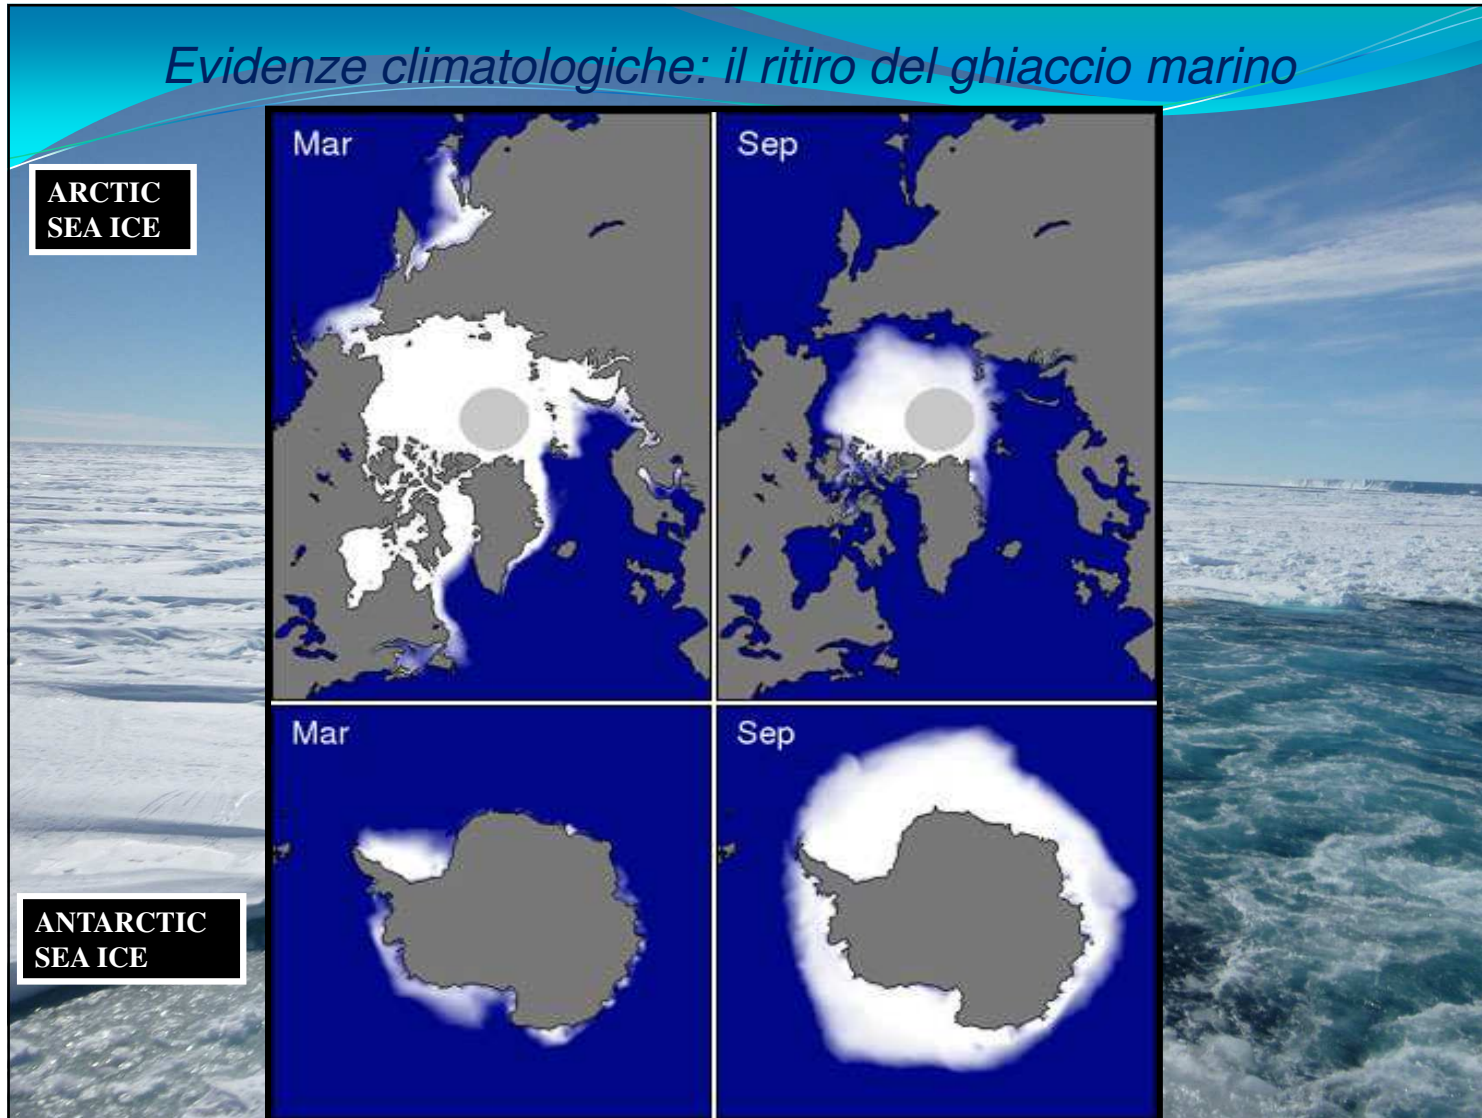 Evidenze climatologiche: il ritiro del ghiaccio marino
ARCTIC
SEA ICE
Mar
Sep
Mar
Sep
ANTARCTIC
SEA ICE